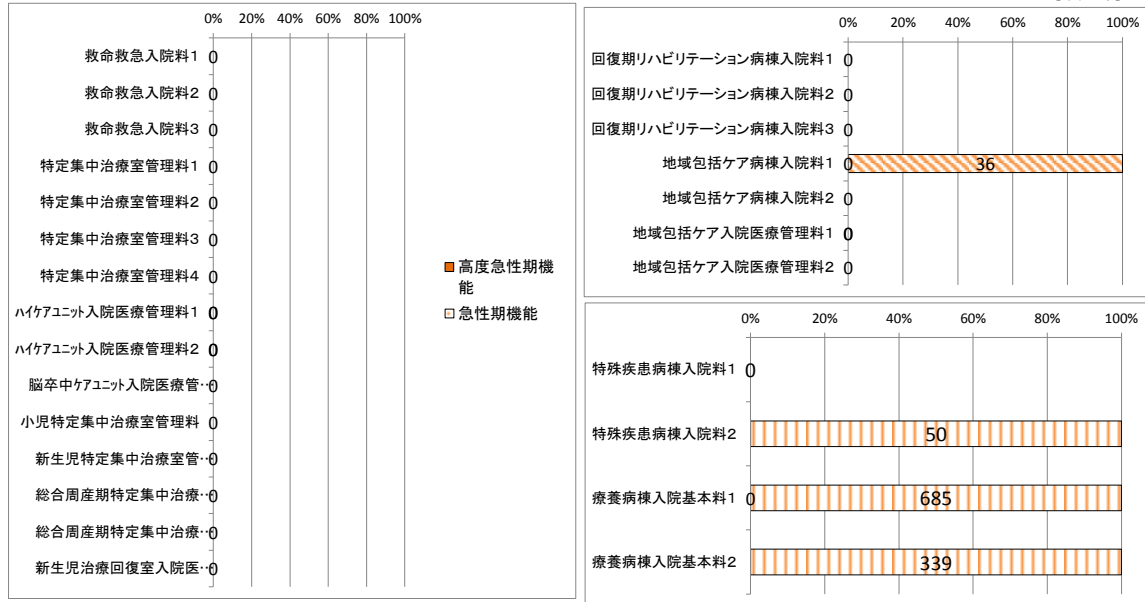 0% 20% 40% 60% 80% 100%
救命救急入院料1 0
救命救急入院料2 0
救命救急入院料3 0
特定集中治療室管理料1 0
特定集中治療室管理料2 0
特定集中治療室管理料3 0
特定集中治療室管理料4 0
ﾊｲｹｱﾕﾆｯﾄ入院医療管理料1 0
ﾊｲｹｱﾕﾆｯﾄ入院医療管理料2 0
脳卒中ｹｱﾕﾆｯﾄ入院医療管… 0
小児特定集中治療室管理料 0
新生児特定集中治療室管… 0
総合周産期特定集中治療… 0
総合周産期特定集中治療… 0
新生児治療回復室入院医… 0
高度急性期機
能
急性期機能
0% 20% 40% 60% 80% 100%
回復期リハビリテーション病棟入院料1 0
回復期リハビリテーション病棟入院料2 0
回復期リハビリテーション病棟入院料3 0
地域包括ケア病棟入院料1 0 36
地域包括ケア病棟入院料2 0
地域包括ケア入院医療管理料1 0
地域包括ケア入院医療管理料2 0
0% 20% 40% 60% 80% 100%
特殊疾患病棟入院料1 0
特殊疾患病棟入院料2 50
療養病棟入院基本料1 0 685
療養病棟入院基本料2 339